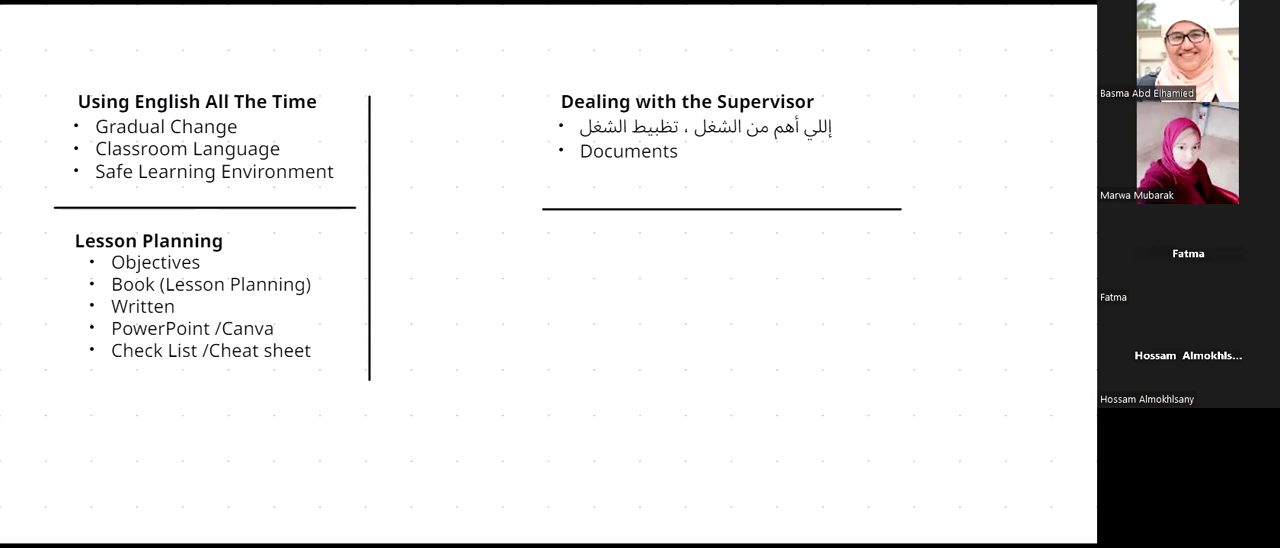 Using English All The Time
• Gradual Change
• Classroom Language
• Safe Learning Environment
Lesson Planning
• Objectives
• Book (Lesson Planning)
• Written
• PowerPoint /Canva
• Check List /Cheat sheet
Dealing with the Supervisor
• إللي أهم من الشغل ، تظبيط الشغل
• Documents
Basma Abd Elhamied
Marwa Mubarak
Fatma
Fatma
Hossam Almokhls...
Hossam Almokhlsany